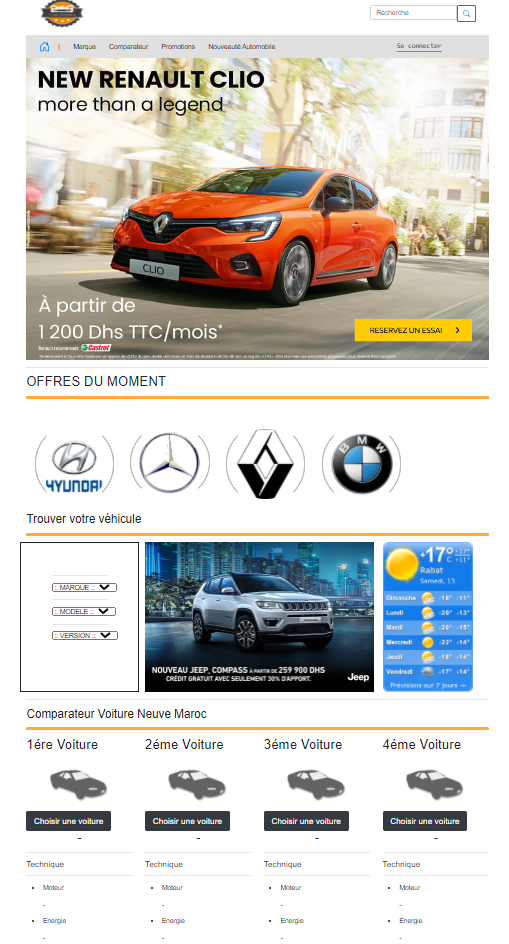 Recherche
| Marque Comparateur Promotions Nouveauté Automobile Se connecter
NEW RENAULT CLIO
more than a legend
CLIO
À partir de
1 200 Dhs TTC/mois*
Renault recommande Castrol
RESERVEZ UN ESSAI
OFFRES DU MOMENT
HYUNDAI
BMW
Trouver votre véhicule
:: MARQUE ::
:: MODELE ::
:: VERSION ::
NOUVEAU JEEP, COMPASS À PARTIR DE 259 900 DHS
CRÉDIT GRATUIT AVEC SEULEMENT 30% D'APPORT.
Jeep
+17° C +17° +11°
Rabat
Samedi, 13
Dimanche +18° +11°
Lundi +20° +13°
Mardi +20° +15°
Mercredi +22° +14°
Jeudi +18° +14°
Vendredi +17° +14°
Prévisions sur 7 jours
Comparateur Voiture Neuve Maroc
1ére Voiture 2éme Voiture 3éme Voiture 4éme Voiture
Choisir une voiture Choisir une voiture Choisir une voiture Choisir une voiture
- - - -
Technique Technique Technique Technique
Moteur Moteur Moteur Moteur
- - - -
Energie Energie Energie Energie
- - - -